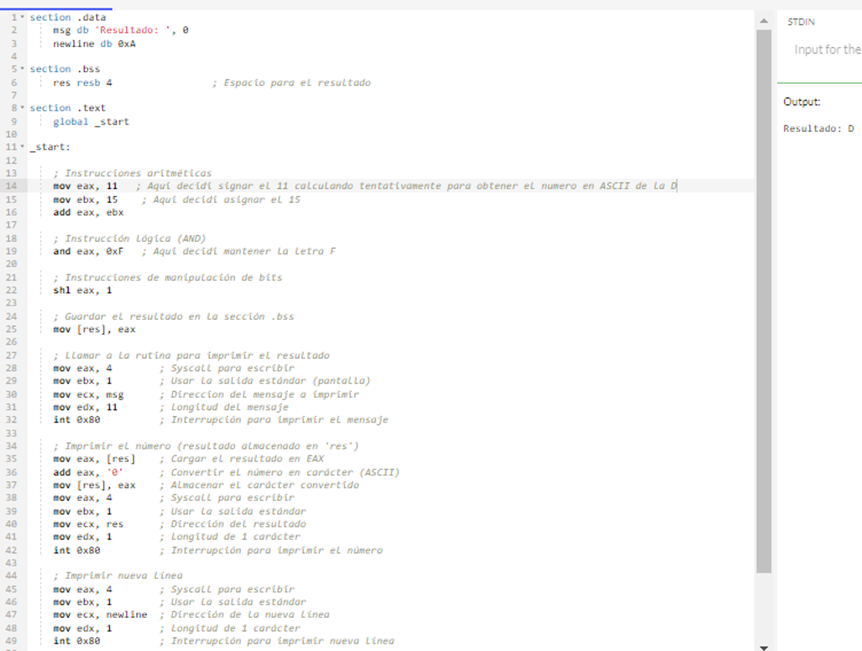 1 section .data
2 msg db 'Resultado: ', 0
3 newline db 0xA
4
5 section .bss
6 res resb 4 ; Espacio para el resultado
7
8 section .text
9 global _start
10
11 _start:
12
13 ; Instrucciones aritméticas
14 mov eax, 11 ; Aquí decidí signar el 11 calculando tentativamente para obtener el numero en ASCII de la D
15 mov ebx, 15 ; Aquí decidí asignar el 15
16 add eax, ebx
17
18 ; Instrucción lógica (AND)
19 and eax, 0xF ; Aquí decidí mantener la letra F
20
21 ; Instrucciones de manipulación de bits
22 shl eax, 1
23
24 ; Guardar el resultado en la sección .bss
25 mov [res], eax
26
27 ; Llamar a la rutina para imprimir el resultado
28 mov eax, 4 ; Syscall para escribir
29 mov ebx, 1 ; Usar la salida estándar (pantalla)
30 mov ecx, msg ; Direccion del mensaje a imprimir
31 mov edx, 11 ; Longitud del mensaje
32 int 0x80 ; Interrupción para imprimir el mensaje
33
34 ; Imprimir el número (resultado almacenado en 'res')
35 mov eax, [res] ; Cargar el resultado en EAX
36 add eax, '0' ; Convertir el número en carácter (ASCII)
37 mov [res], eax ; Almacenar el carácter convertido
38 mov eax, 4 ; Syscall para escribir
39 mov ebx, 1 ; Usar la salida estándar
40 mov ecx, res ; Dirección del resultado
41 mov edx, 1 ; Longitud de 1 carácter
42 int 0x80 ; Interrupción para imprimir el número
43
44 ; Imprimir nueva línea
45 mov eax, 4 ; Syscall para escribir
46 mov ebx, 1 ; Usar la salida estándar
47 mov ecx, newline ; Dirección de la nueva línea
48 mov edx, 1 ; Longitud de 1 carácter
49 int 0x80 ; Interrupción para imprimir nueva línea
STDIN
Input for the
Output:
Resultado: D